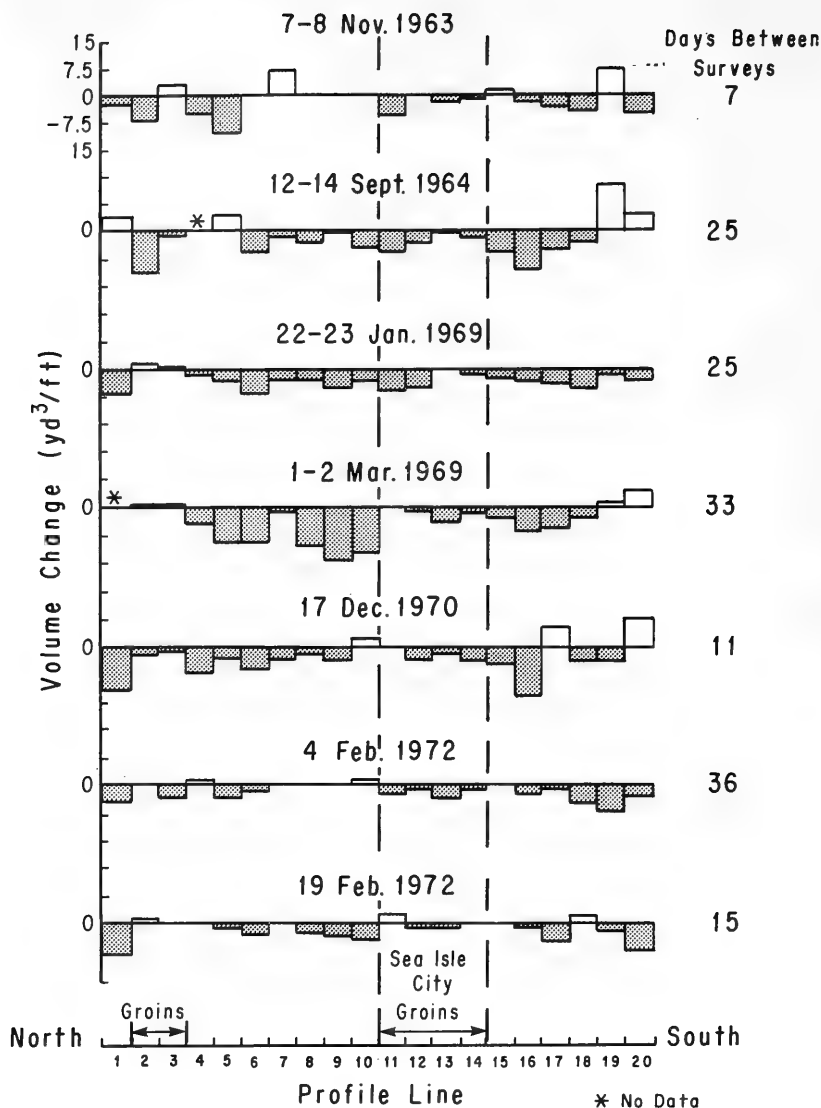 7-8 Nov. 1963
Days Between
Surveys
15
7.5
0
-7.5
15
7
12-14 Sept. 1964
*
0
25
22-23 Jan. 1969
0
25
1-2 Mar. 1969
*
0
33
17 Dec. 1970
0
11
4 Feb. 1972
0
36
19 Feb. 1972
0
15
Volume Change (yd³/ft)
Sea Isle
City
Groins
Groins
North
South
1 2 3 4 5 6 7 8 9 10 11 12 13 14 15 16 17 18 19 20
Profile Line
* No Data